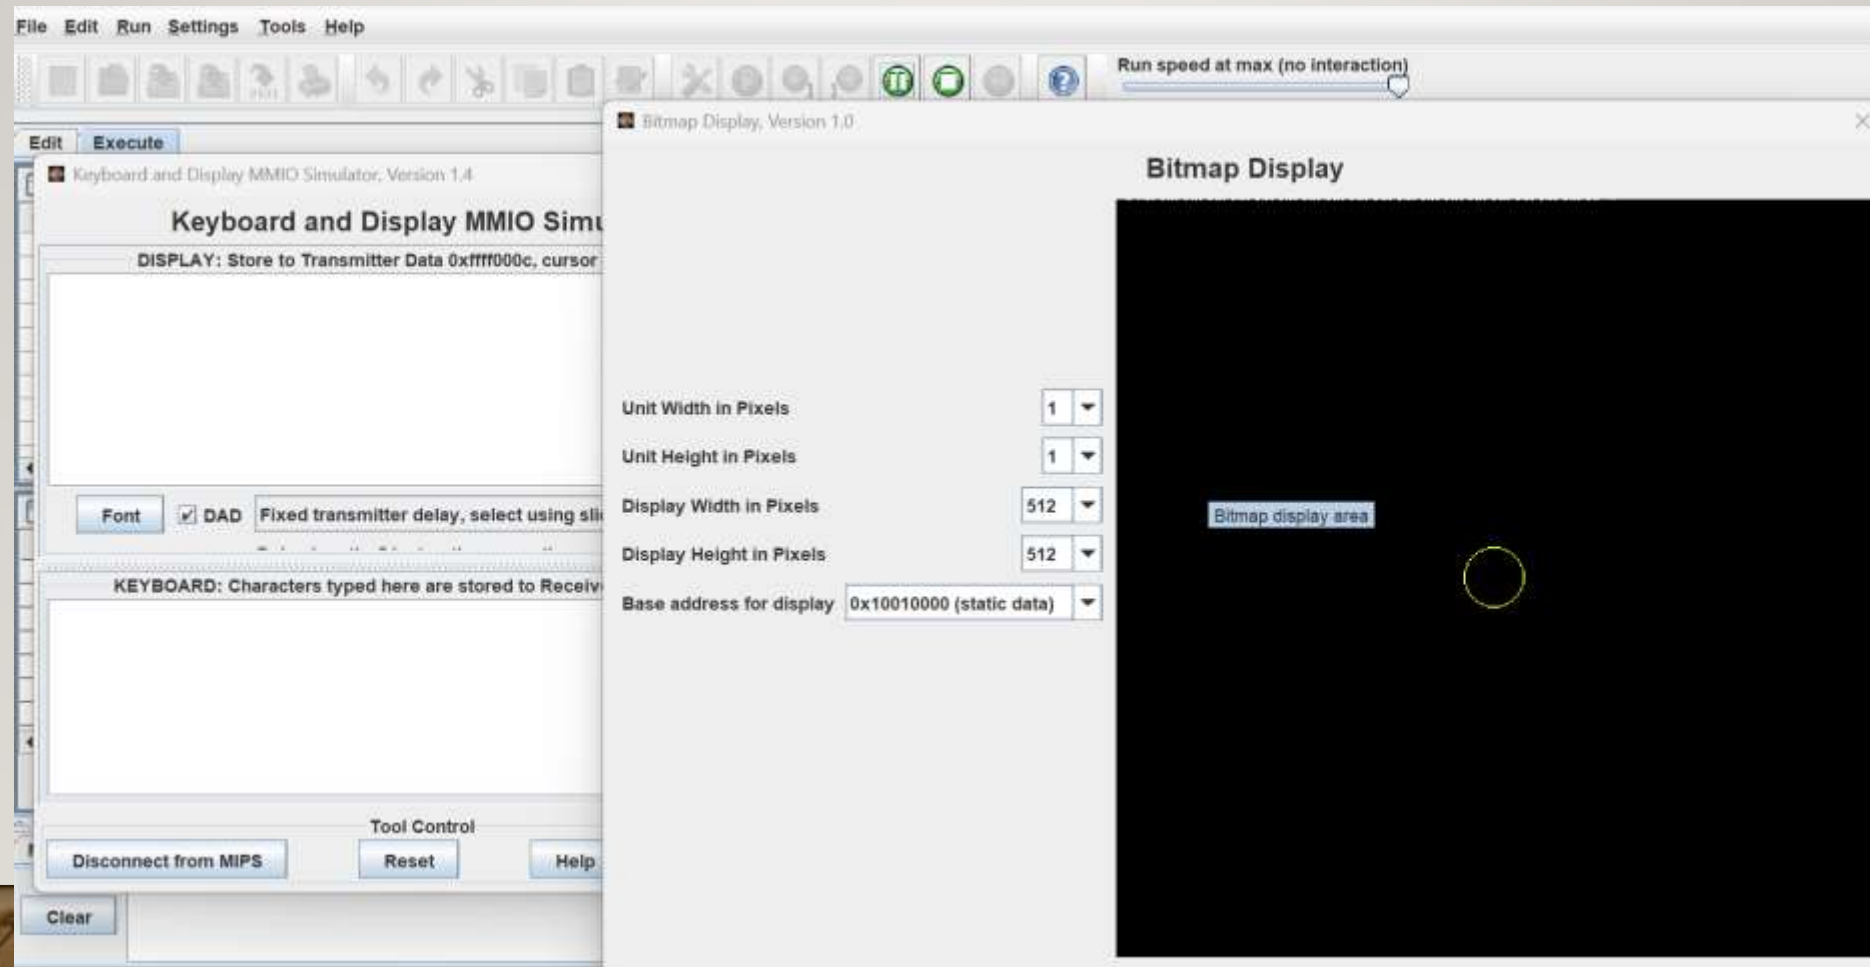 File Edit Run Settings Tools Help
Run speed at max (no interaction)
Edit Execute
Keyboard and Display MMIO Simulator, Version 1.4
Keyboard and Display MMIO Simu
DISPLAY: Store to Transmitter Data 0xffff000c, cursor
Font DAD Fixed transmitter delay, select using
KEYBOARD: Characters typed here are stored to Receiv
Tool Control
Disconnect from MIPS Reset Help
Clear
Bitmap Display, Version 1.0
Bitmap Display
Unit Width in Pixels 1
Unit Height in Pixels 1
Display Width in Pixels 512
Display Height in Pixels 512
Base address for display 0x10010000 (static data)
Bitmap display area